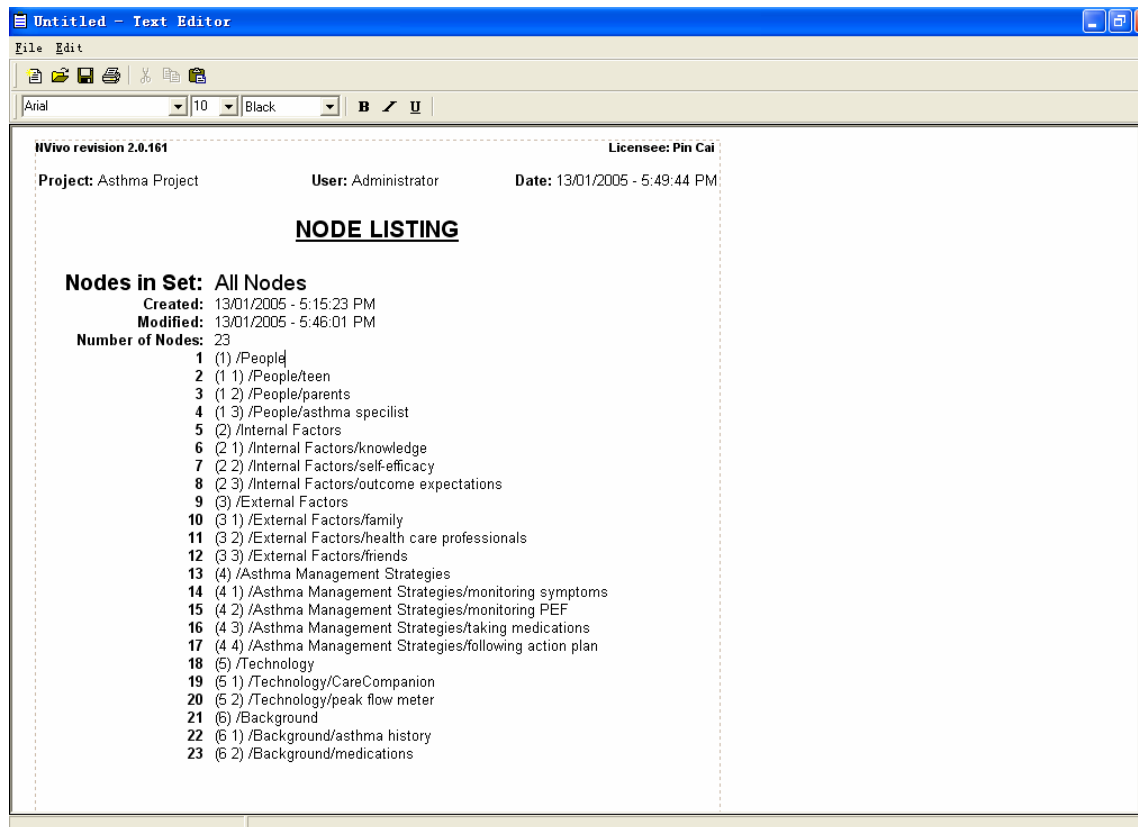 Untitled - Text Editor
File Edit
Arial 10 Black B I U
NVivo revision 2.0.161 Licensee: Pin Cai
Project: Asthma Project User: Administrator Date: 13/01/2005 - 5:49:44 PM
NODE LISTING
Nodes in Set: All Nodes
Created: 13/01/2005 - 5:15:23 PM
Modified: 13/01/2005 - 5:46:01 PM
Number of Nodes: 23
1 (1) /People
2 (1 1) /People/teen
3 (1 2) /People/parents
4 (1 3) /People/asthma specilist
5 (2) /Internal Factors
6 (2 1) /Internal Factors/knowledge
7 (2 2) /Internal Factors/self-efficacy
8 (2 3) /Internal Factors/outcome expectations
9 (3) /External Factors
10 (3 1) /External Factors/family
11 (3 2) /External Factors/health care professionals
12 (3 3) /External Factors/friends
13 (4) /Asthma Management Strategies
14 (4 1) /Asthma Management Strategies/monitoring symptoms
15 (4 2) /Asthma Management Strategies/monitoring PEF
16 (4 3) /Asthma Management Strategies/taking medications
17 (4 4) /Asthma Management Strategies/following action plan
18 (5) /Technology
19 (5 1) /Technology/CareCompanion
20 (5 2) /Technology/peak flow meter
21 (6) /Background
22 (6 1) /Background/asthma history
23 (6 2) /Background/medications